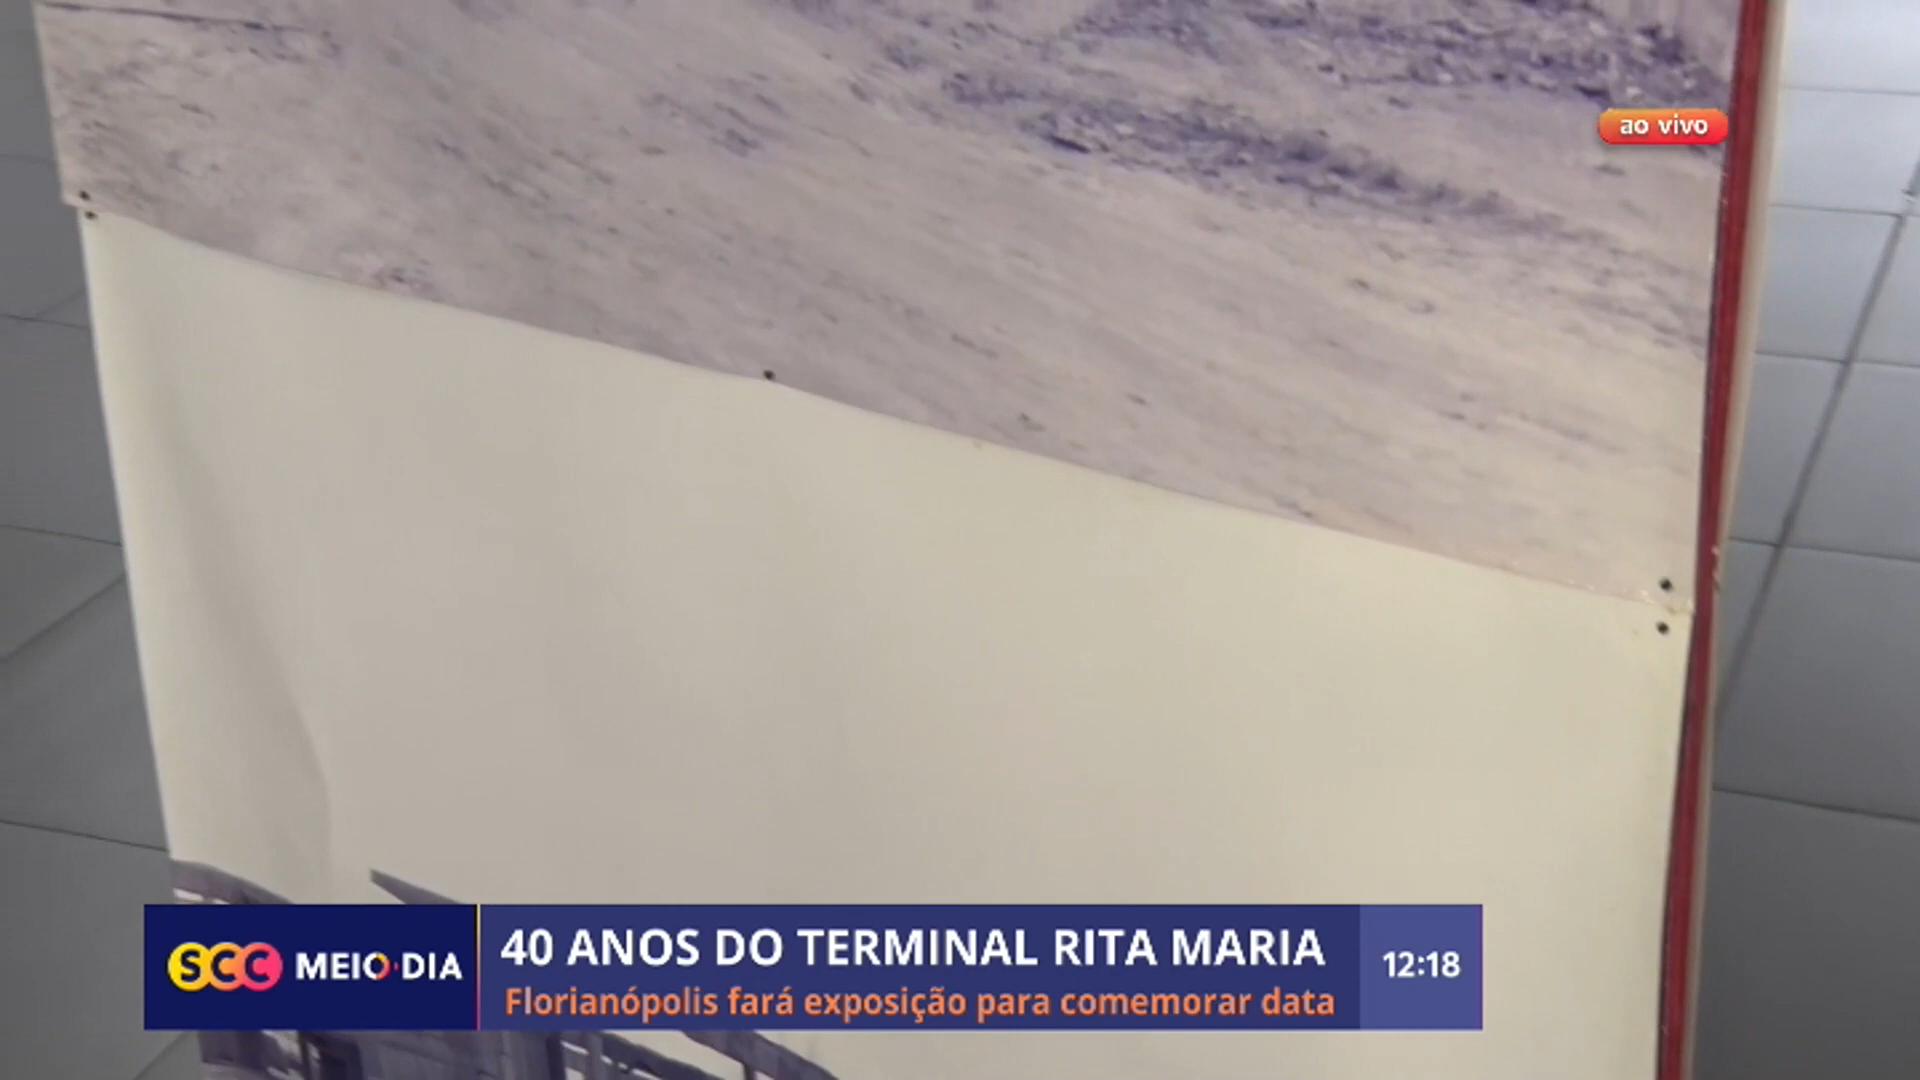 ao vivo
SCC MEIO-DIA
40 ANOS DO TERMINAL RITA MARIA
Florianópolis fará exposição para comemorar data
12:18